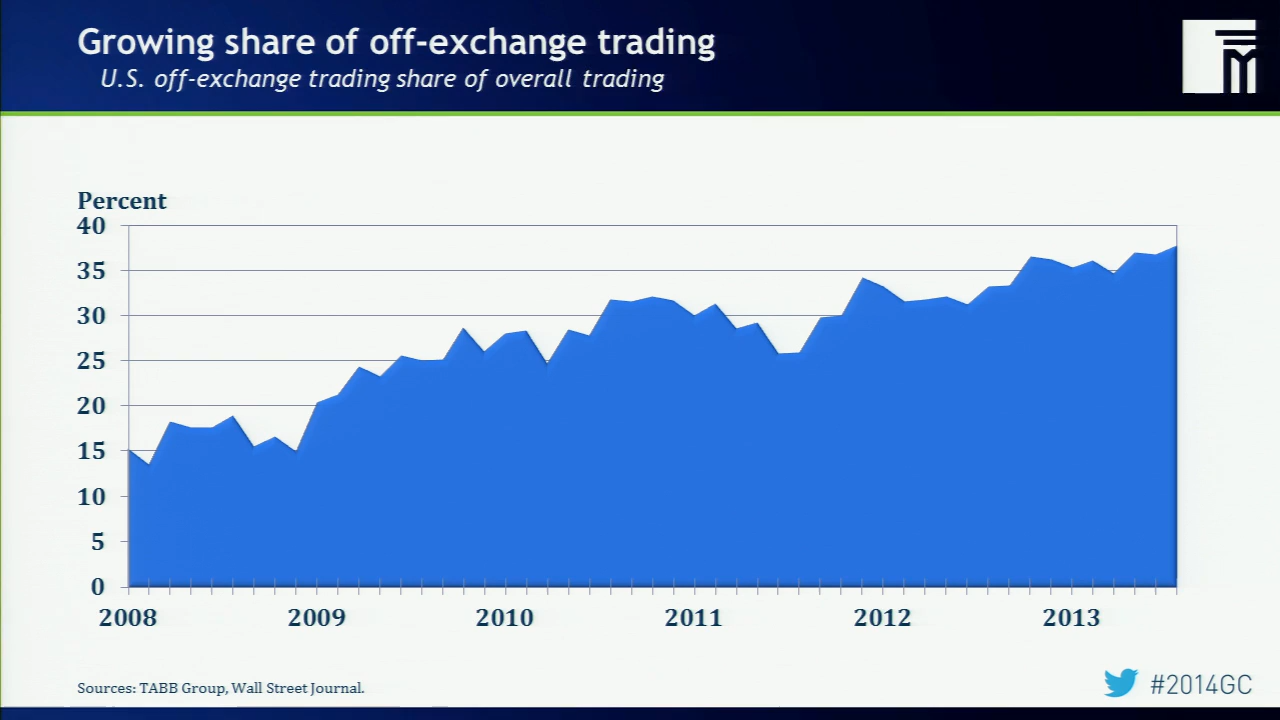 Growing share of off-exchange trading
U.S. off-exchange trading share of overall trading
Percent
40
35
30
25
20
15
10
5
0
2008 2009 2010 2011 2012 2013
Sources: TABB Group, Wall Street Journal.
#2014GC